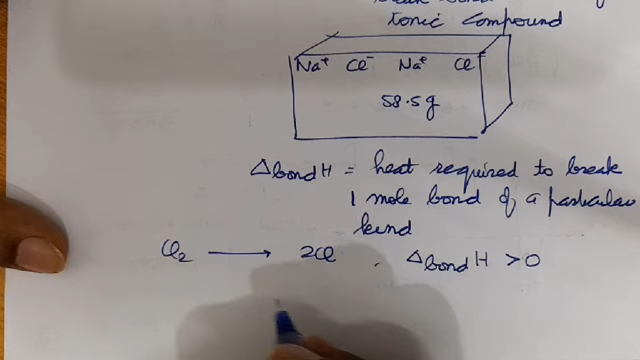 Ionic Compound
Na⁺ Cl⁻ Na⁺ Cl⁻
58.5g
ΔbondH = heat required to break
1 mole bond of a particular
kind
Cl₂ → 2Cl . ΔbondH > 0